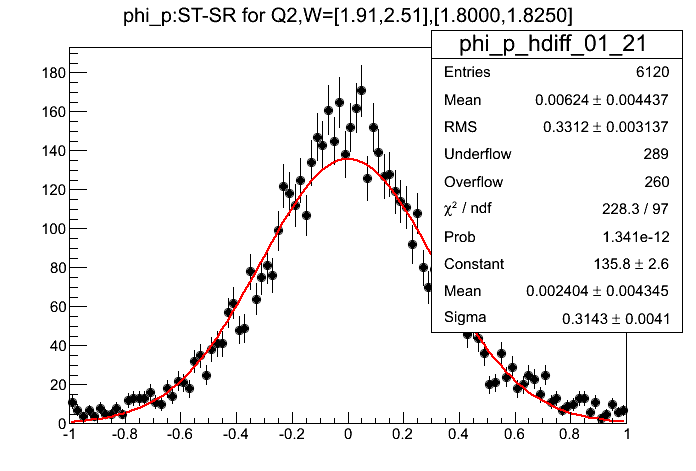 phi_p:ST-SR for Q2,W=[1.91,2.51],[1.8000,1.8250]
phi_p_hdiff_01_21
Entries 6120
Mean 0.00624 ± 0.004437
RMS 0.3312 ± 0.003137
Underflow 289
Overflow 260
χ² / ndf 228.3 / 97
Prob 1.341e-12
Constant 135.8 ± 2.6
Mean 0.002404 ± 0.004345
Sigma 0.3143 ± 0.0041
180
160
140
120
100
80
60
40
20
0
-1 -0.8 -0.6 -0.4 -0.2 0 0.2 0.4 0.6 0.8 1